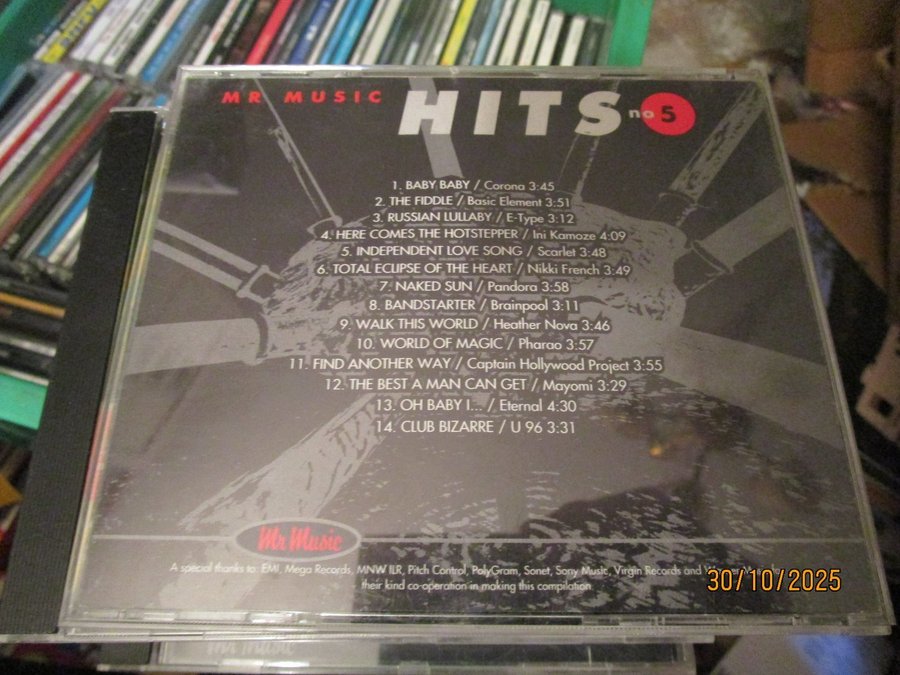 MR MUSIC HITS no 5
1. BABY BABY / Corona 3:45
2. THE FIDDLE / Basic Element 3:51
3. RUSSIAN LULLABY / E-Type 3:12
4. HERE COMES THE HOTSTEPPER / Ini Kamoze 4:09
5. INDEPENDENT LOVE SONG / Scarlet 3:48
6. TOTAL ECLIPSE OF THE HEART / Nikki French 3:49
7. NAKED SUN / Pandora 3:58
8. BANDSTARTER / Brainpool 3:11
9. WALK THIS WORLD / Heather Nova 3:46
10. WORLD OF MAGIC / Pharao 3:57
11. FIND ANOTHER WAY / Captain Hollywood Project 3:55
12. THE BEST A MAN CAN GET / Mayomi 3:29
13. OH BABY I... / Eternal 4:30
14. CLUB BIZARRE / U 96 3:31
Mr Music
A special thanks to: EMI, Mega Records, MNW ILR, Pitch Control, PolyGram, Sonet, Sony Music, Virgin Records and
their kind co-operation in making this compilation.
30/10/2025
Mr Music